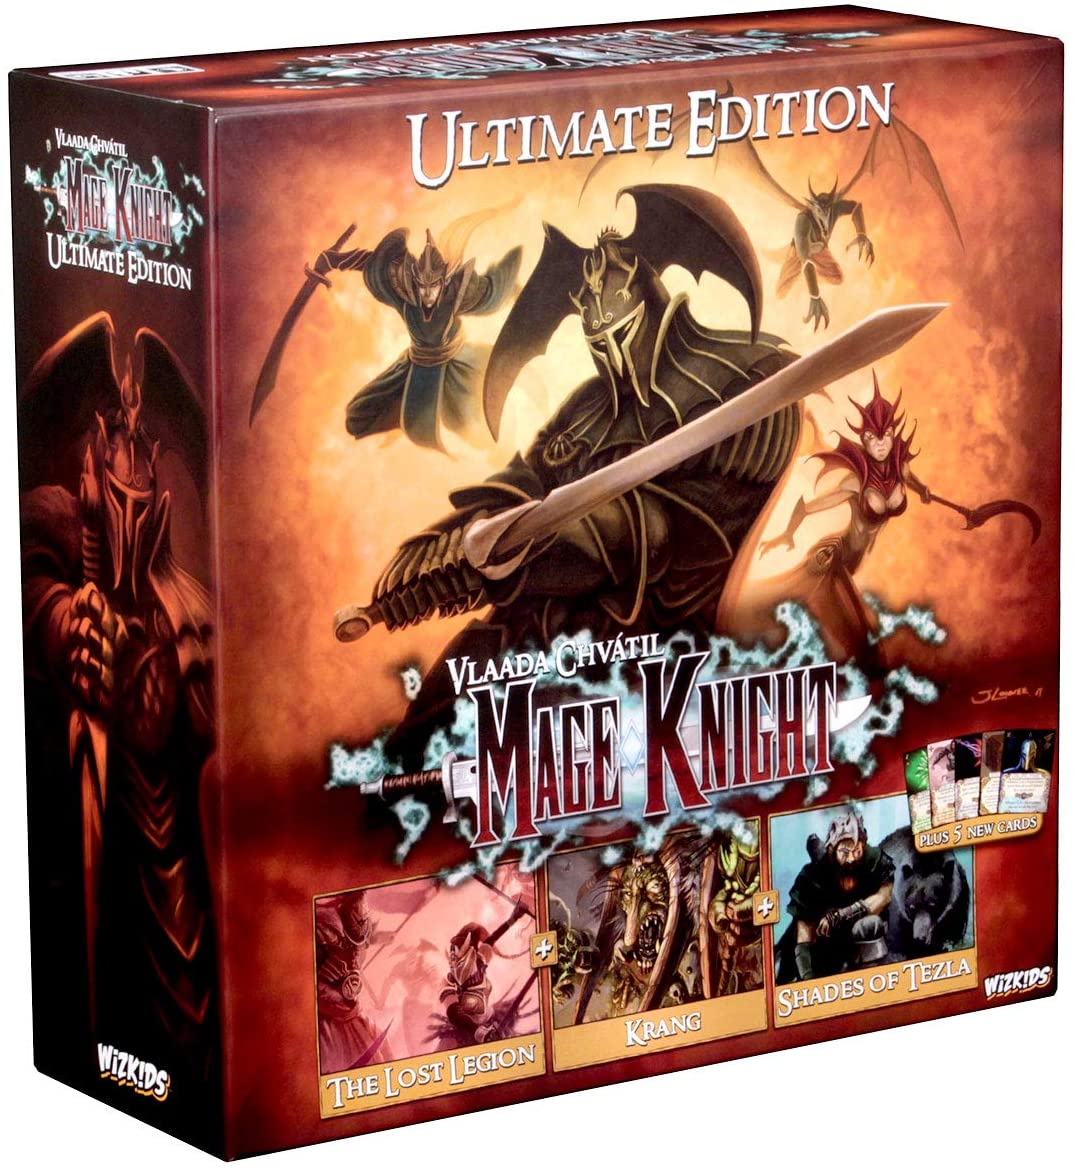 VLAADA CHVÁTIL
MAGE KNIGHT
ULTIMATE EDITION
WIZKIDS
ULTIMATE EDITION
VLAADA CHVÁTIL
MAGE KNIGHT
PLUS 5 NEW CARDS
THE LOST LEGION
+
KRANG
+
SHADES OF TEZLA
WIZKIDS